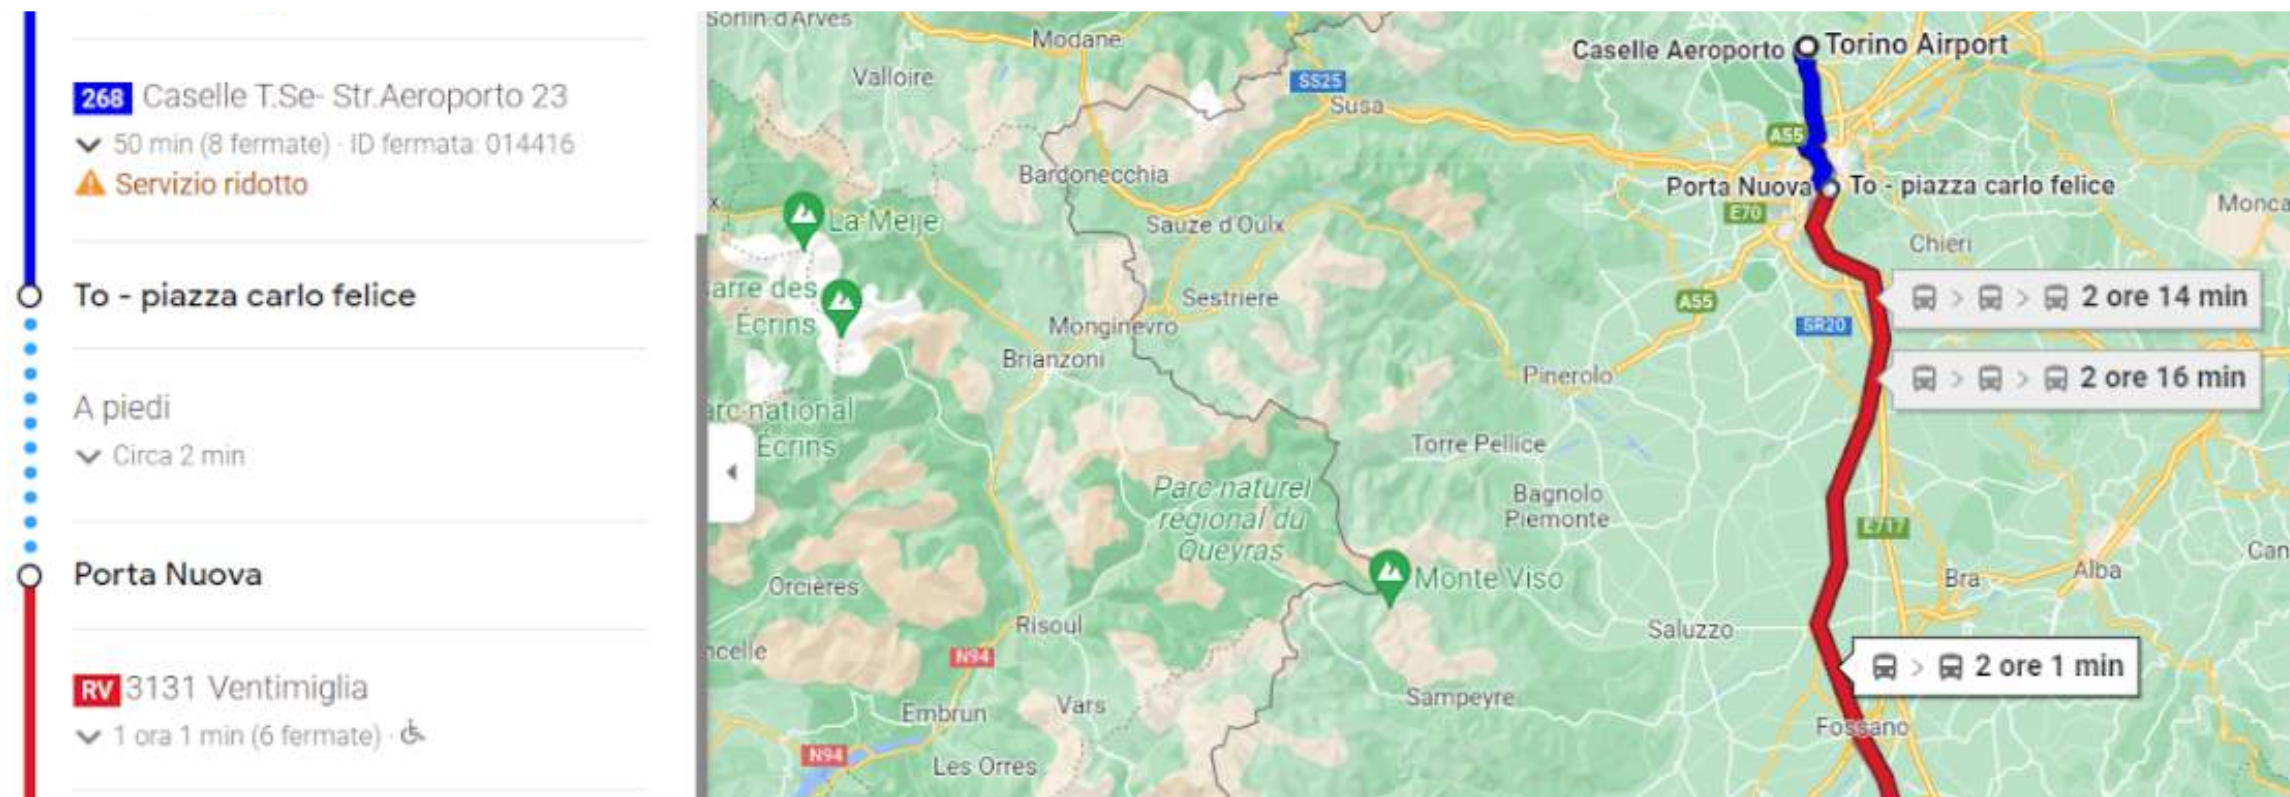 268 Caselle T.Se- Str.Aeroporto 23
50 min (8 fermate) · ID fermata: 014416
Servizio ridotto
To - piazza carlo felice
A piedi
Circa 2 min
Porta Nuova
RV 3131 Ventimiglia
1 ora 1 min (6 fermate) ·
Modane
Valloire
SS25
Susa
Caselle Aeroporto
Torino Airport
A55
Bardonecchia
Porta Nuova
To - piazza carlo felice
E70
La Meije
Sauze d'Oulx
Chieri
Sestriere
Écrins
Monginevro
Brianzoni
A55
SR20
> > 2 ore 14 min
> > 2 ore 16 min
Pinerolo
Écrins
Torre Pellice
Parc naturel
régional du
Queyras
Bagnolo
Piemonte
E717
Monte Viso
Bra
Alba
Orcières
Risoul
Saluzzo
N94
> 2 ore 1 min
Sampeyre
Embrun
Vars
Fossano
N94
Les Orres